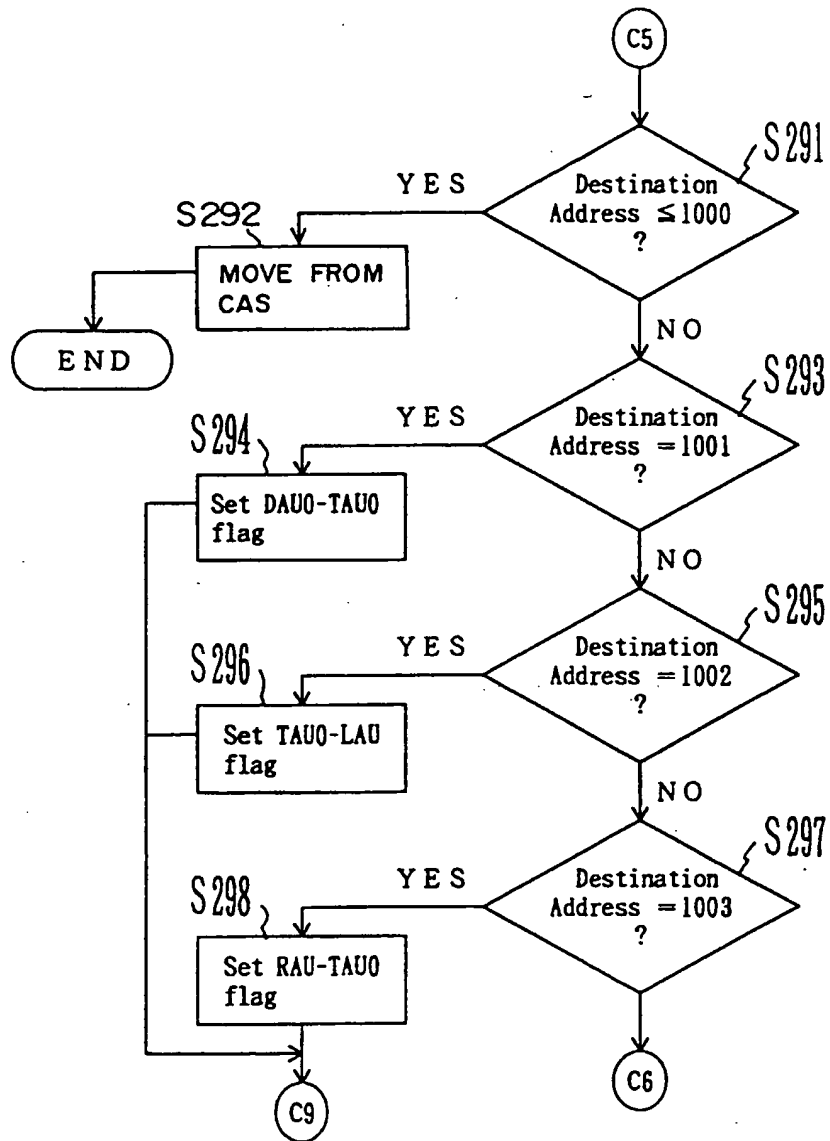 C5
S291
Destination
Address ≦1000
?
YES
S292
MOVE FROM
CAS
END
NO
S293
Destination
Address =1001
?
YES
S294
Set DAU0-TAU0
flag
NO
S295
Destination
Address =1002
?
YES
S296
Set TAU0-LAU
flag
NO
S297
Destination
Address =1003
?
YES
S298
Set RAU-TAU0
flag
C9
C6